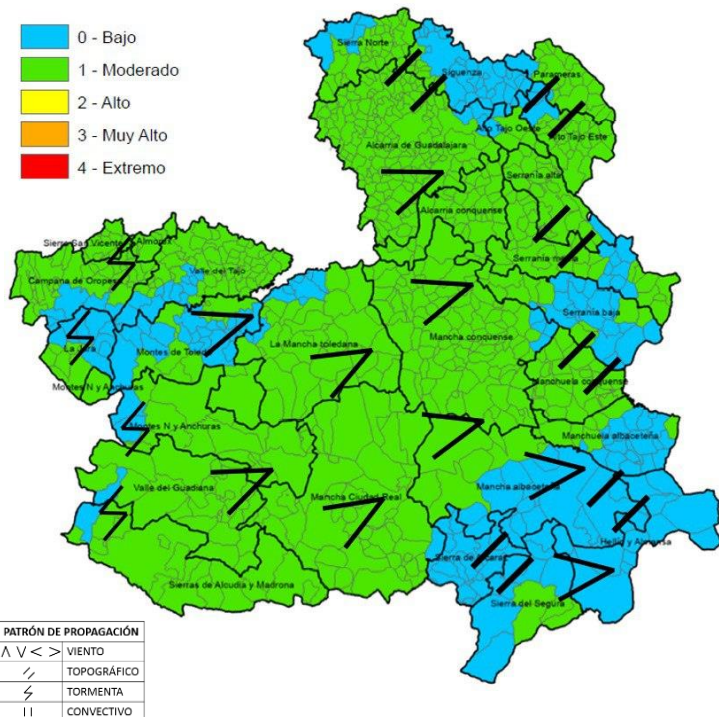 0 - Bajo
1 - Moderado
2 - Alto
3 - Muy Alto
4 - Extremo
Sierra Norte
Siguenza
Parameras
Alto Tajo Oeste
Alto Tajo Este
Alcarria de Guadalajara
Serranía alta
Alcarria conquense
Serranía media
Sierra San Vicente
Almorox
Campana de Oropesa
Valle del Tajo
Serranía baja
La Jara
Montes de Toledo
La Mancha toledana
Mancha conquense
Manchuela conquense
Montes N y Anchuras
Montes N y Anchuras
Manchuela albaceteña
Valle del Guadiana
Mancha Ciudad Real
Mancha albaceteña
Hellín y Almansa
Sierra de Alcaraz
Sierras de Alcudia y Madrona
Sierra del Segura
PATRÓN DE PROPAGACIÓN
VIENTO
TOPOGRÁFICO
TORMENTA
CONVECTIVO